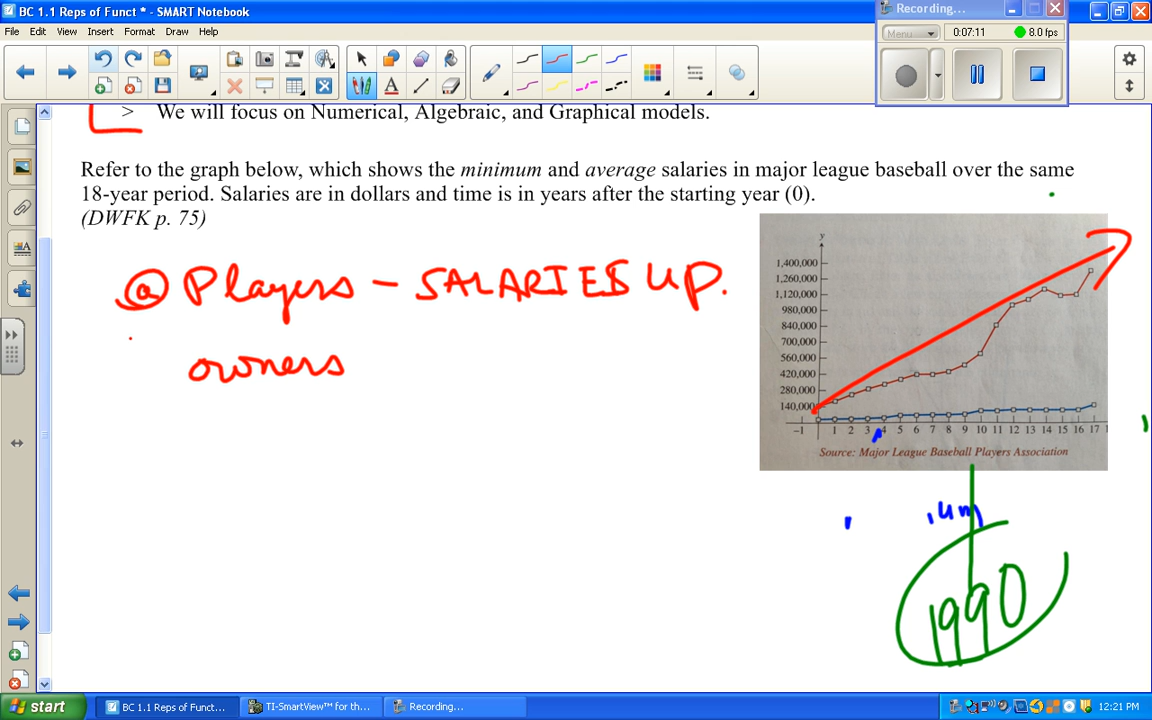 BC 1.1 Reps of Funct * - SMART Notebook
File Edit View Insert Format Draw Help
Recording...
Menu 0:07:11 8.0 fps
> We will focus on Numerical, Algebraic, and Graphical models.
Refer to the graph below, which shows the minimum and average salaries in major league baseball over the same
18-year period. Salaries are in dollars and time is in years after the starting year (0).
(DWFK p. 75)
@ Players - SALARIES UP.
owners
y
1,400,000
1,260,000
1,120,000
980,000
840,000
700,000
560,000
420,000
280,000
140,000
-1 1 2 3 4 5 6 7 8 9 10 11 12 13 14 15 16 17
Source: Major League Baseball Players Association
1990
start BC 1.1 Reps of Funct... TI-SmartView™ for th... Recording... 12:21 PM